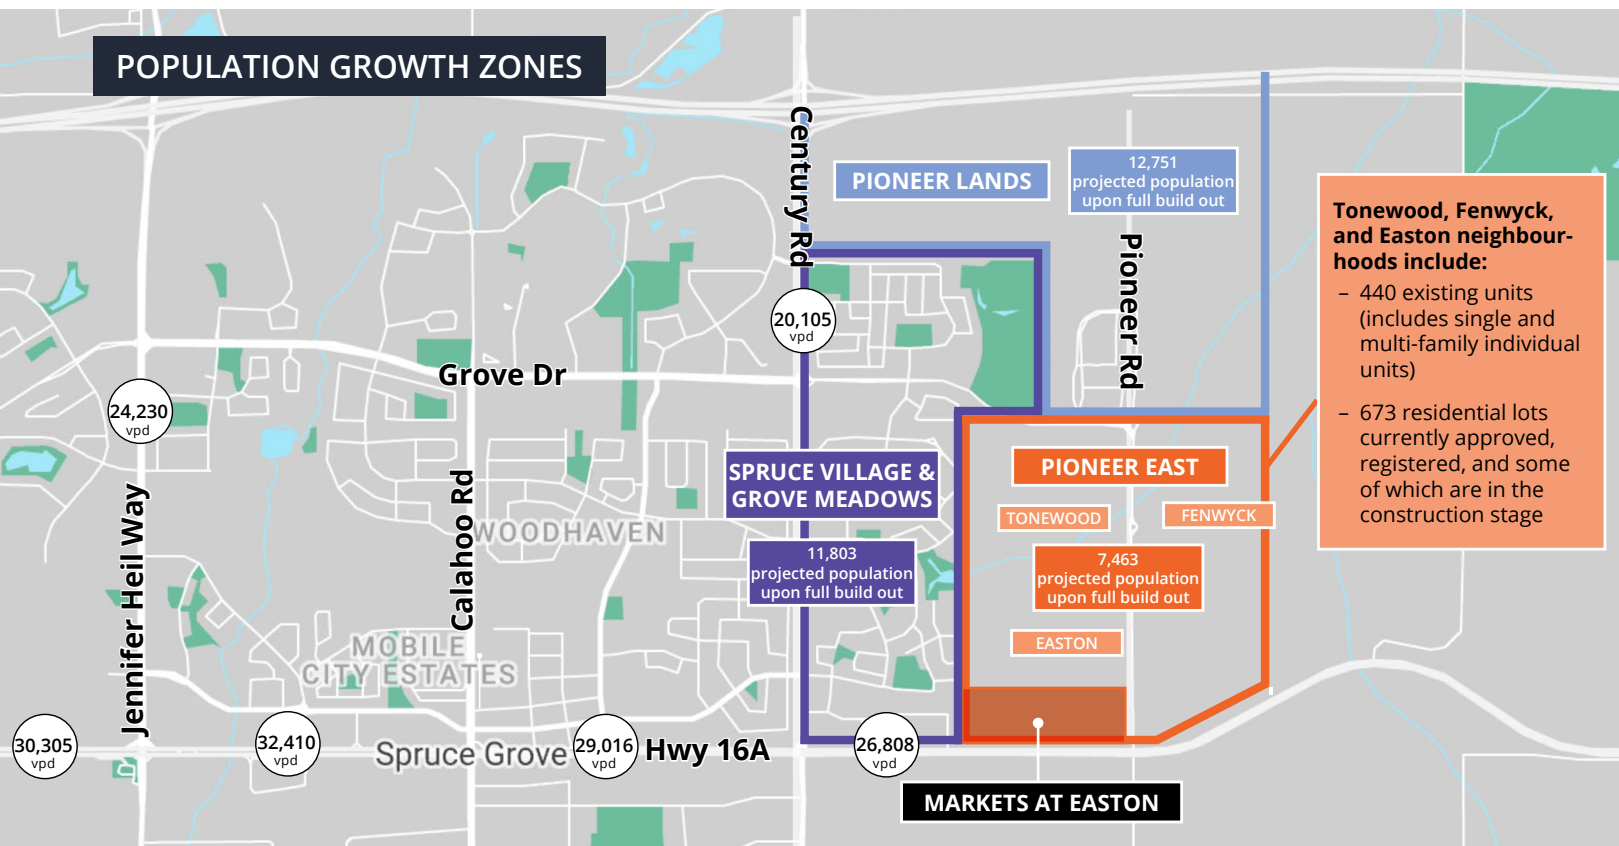 POPULATION GROWTH ZONES
Century Rd
PIONEER LANDS
12,751
projected population
upon full build out
Pioneer Rd
Tonewood, Fenwyck,
and Easton neighbour-
hoods include:
– 440 existing units
(includes single and
multi-family individual
units)
– 673 residential lots
currently approved,
registered, and some
of which are in the
construction stage
20,105
vpd
Grove Dr
24,230
vpd
SPRUCE VILLAGE &
GROVE MEADOWS
PIONEER EAST
TONEWOOD
FENWYCK
Jennifer Heil Way
Calahoo Rd
WOODHAVEN
11,803
projected population
upon full build out
7,463
projected population
upon full build out
MOBILE
CITY ESTATES
EASTON
30,305
vpd
32,410
vpd
Spruce Grove
29,016
vpd
Hwy 16A
26,808
vpd
MARKETS AT EASTON